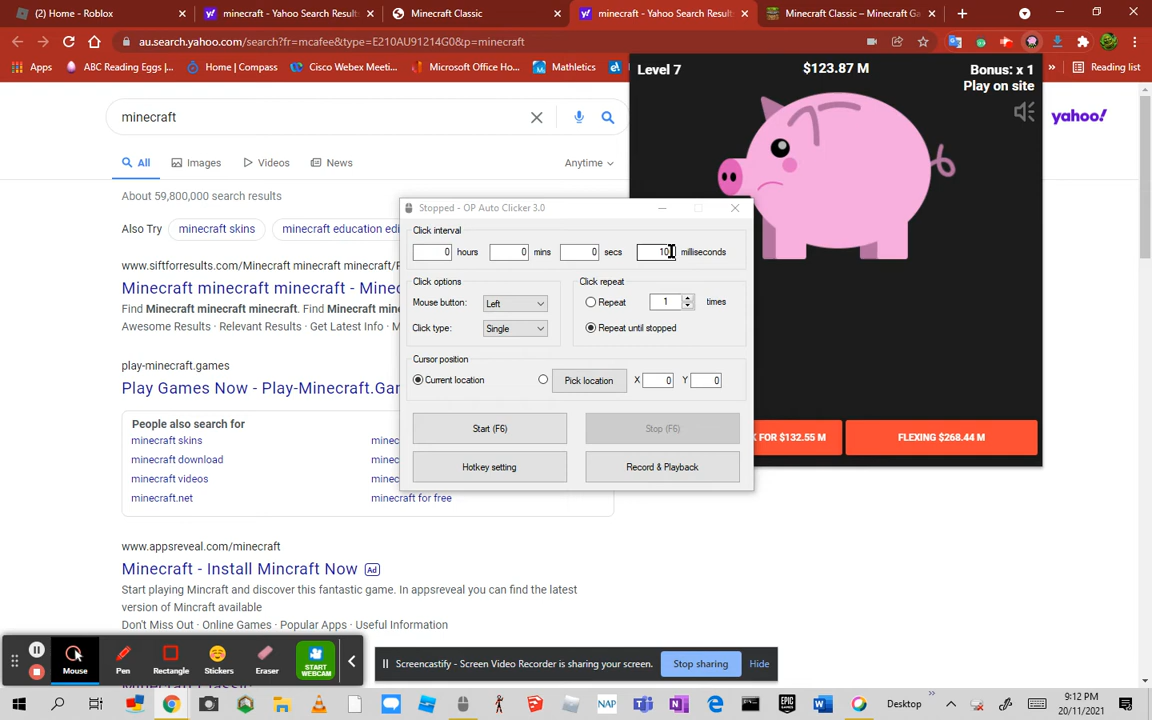 (2) Home - Roblox
minecraft - Yahoo Search Result
Minecraft Classic
minecraft - Yahoo Search Result
Minecraft Classic – Minecraft Ga
au.search.yahoo.com/search?fr=mcafee&type=E210AU91214G0&p=minecraft
Apps
ABC Reading Eggs |...
Home | Compass
Cisco Webex Meet...
Microsoft Office Ho...
Mathletics
Reading list
minecraft
yahoo!
All
Images
Videos
News
Anytime
About 59,800,000 search results
Also Try
minecraft skins
minecraft education edi
www.siftforresults.com/Minecraft minecraft minecraft/F
Minecraft minecraft minecraft - Minec
Find Minecraft minecraft minecraft. Find
Awesome Results · Relevant Results · Get Latest Info · M
play-minecraft.games
Play Games Now - Play-Minecraft.Gar
People also search for
minecraft skins
minec
minecraft download
minec
minecraft videos
minec
minecraft.net
minecraft for free
www.appsreveal.com/minecraft
Minecraft - Install Mincraft Now
Ad
Start playing Minecraft and discover this fantastic game. In appsreveal you can find the latest
version of Mincraft available
Don't Miss Out · Online Games · Popular Apps · Useful Information
Level 7
$123.87 M
Bonus: x 1
Play on site
K FOR $132.55 M
FLEXING $268.44 M
Stopped - OP Auto Clicker 3.0
Click interval
0 hours
0 mins
0 secs
10 milliseconds
Click options
Mouse button:
Left
Click type:
Single
Click repeat
Repeat
1
times
Repeat until stopped
Cursor position
Current location
Pick location
X 0
Y 0
Start (F6)
Stop (F6)
Hotkey setting
Record & Playback
Mouse
Pen
Rectangle
Stickers
Eraser
START
WEBCAM
Screencastify - Screen Video Recorder is sharing your screen.
Stop sharing
Hide
NAP
EPIC
GAMES
Desktop
9:12 PM
20/11/2021